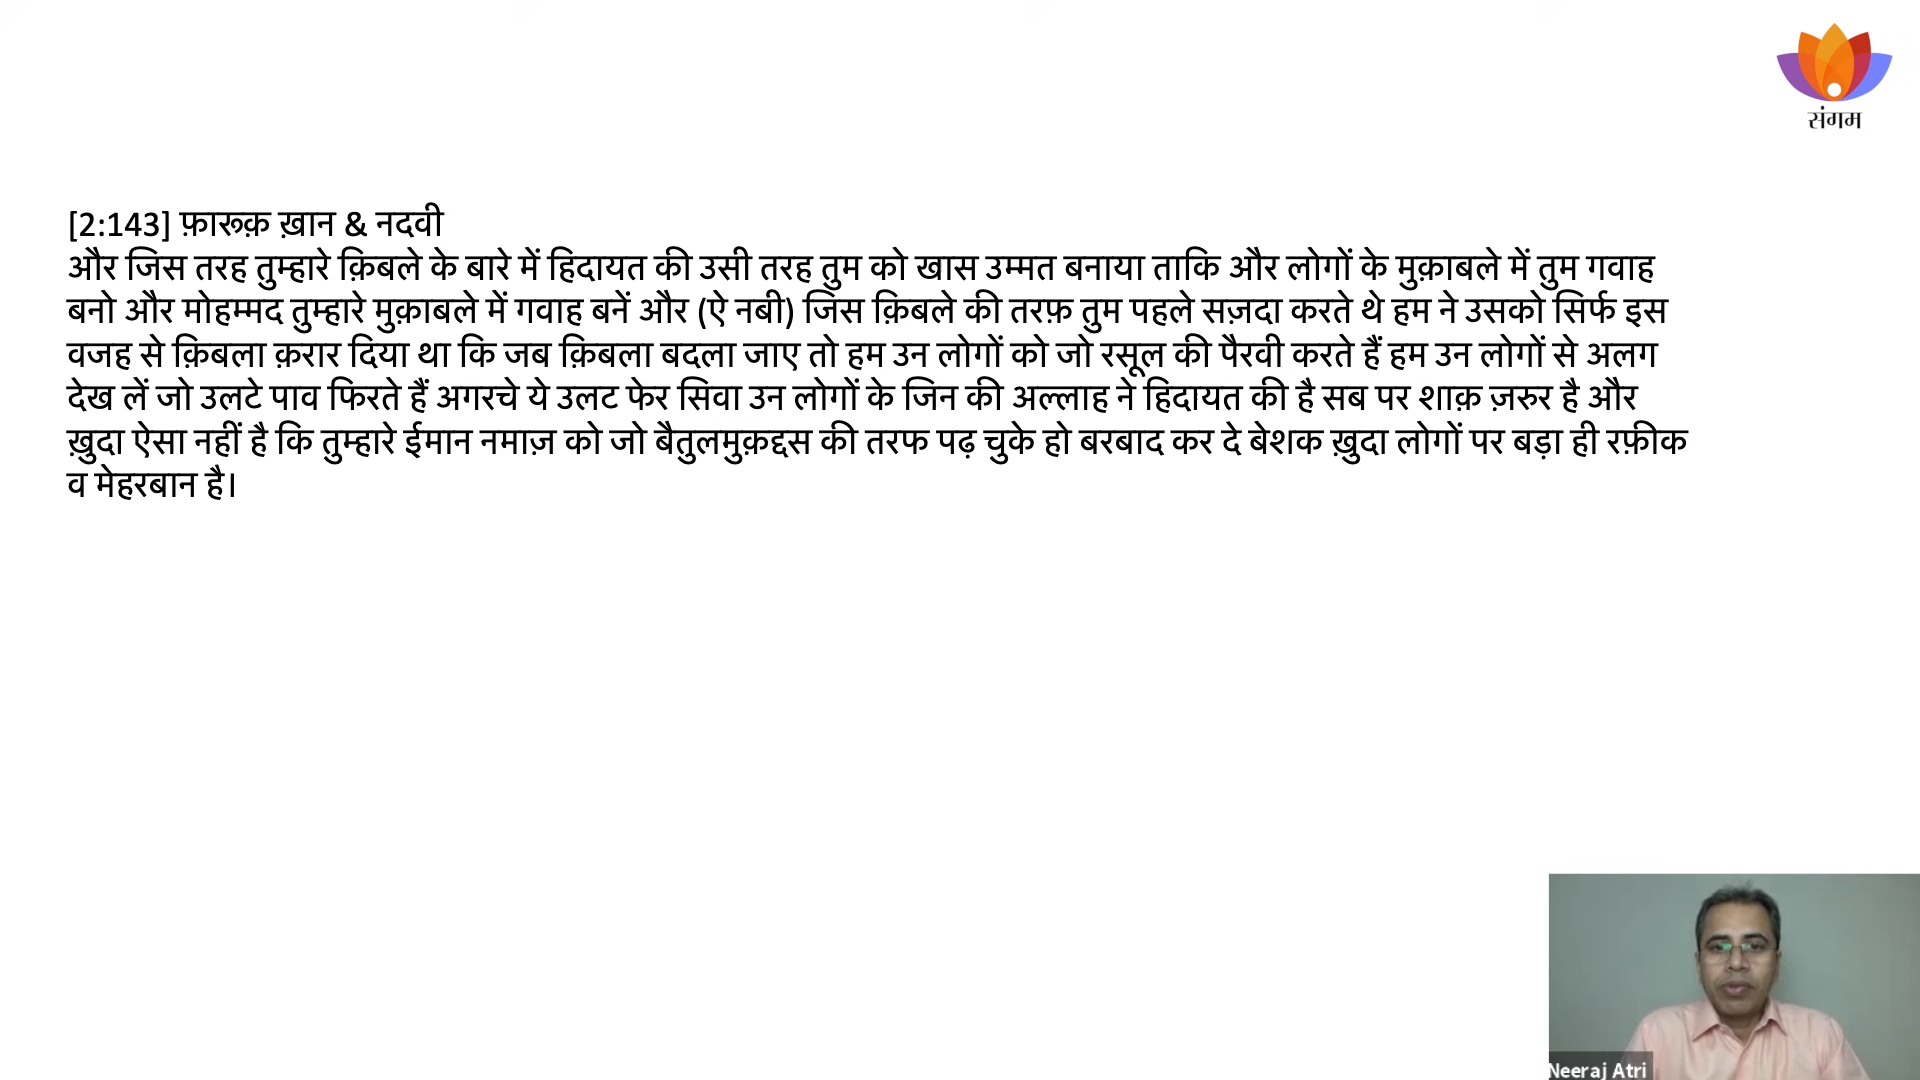 संगम
[2:143] फ़ारूक़ ख़ान & नदवी
और जिस तरह तुम्हारे क़िबले के बारे में हिदायत की उसी तरह तुम को खास उम्मत बनाया ताकि और लोगों के मुक़ाबले में तुम गवाह
बनो और मोहम्मद तुम्हारे मुक़ाबले में गवाह बनें और (ऐ नबी) जिस क़िबले की तरफ़ तुम पहले सज़दा करते थे हम ने उसको सिर्फ इस
वजह से क़िबला क़रार दिया था कि जब क़िबला बदला जाए तो हम उन लोगों को जो रसूल की पैरवी करते हैं हम उन लोगों से अलग
देख लें जो उलटे पाव फिरते हैं अगरचे ये उलट फेर सिवा उन लोगों के जिन की अल्लाह ने हिदायत की है सब पर शाक़ ज़रुर है और
ख़ुदा ऐसा नहीं है कि तुम्हारे ईमान नमाज़ को जो बैतुलमुक़द्दस की तरफ पढ़ चुके हो बरबाद कर दे बेशक ख़ुदा लोगों पर बड़ा ही रफ़ीक
व मेहरबान है।
Neeraj Atri